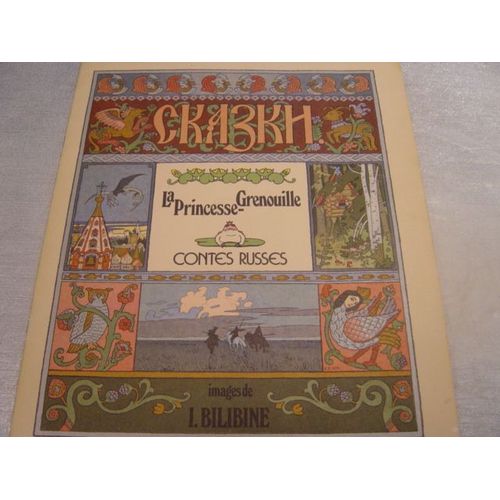 СКАЗКИ.
La Princesse-Grenouille
CONTES RUSSES
images de
I. BILIBINE